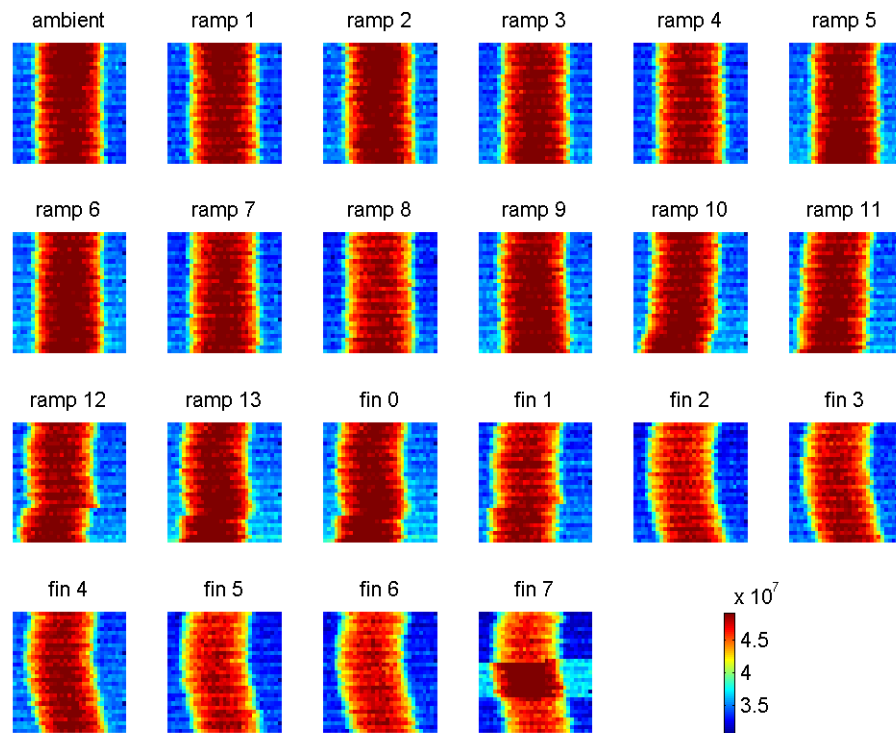 ambient ramp 1 ramp 2 ramp 3 ramp 4 ramp 5
ramp 6 ramp 7 ramp 8 ramp 9 ramp 10 ramp 11
ramp 12 ramp 13 fin 0 fin 1 fin 2 fin 3
fin 4 fin 5 fin 6 fin 7
x 10⁷
4.5
4
3.5